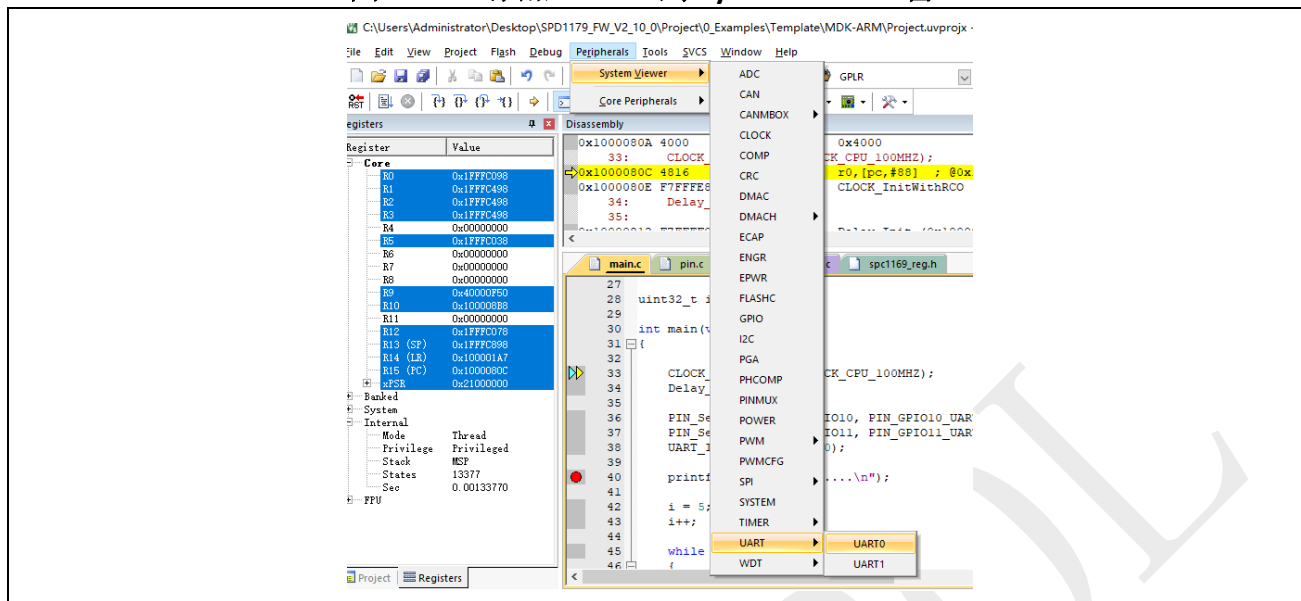 C:\Users\Administrator\Desktop\SPD1179_FW_V2_10_0\Project\0_Examples\Template\MDK-ARM\Project.uvprojx -
File Edit View Project Flash Debug Peripherals Tools SVCS Window Help
System Viewer
Core Peripherals
GPLR
RST
egisters
Register Value
Core
R0 0x1FFFC098
R1 0x1FFFC498
R2 0x1FFFC498
R3 0x1FFFC498
R4 0x00000000
R5 0x1FFFC038
R6 0x00000000
R7 0x00000000
R8 0x00000000
R9 0x40000F50
R10 0x100008B8
R11 0x00000000
R12 0x1FFFC078
R13 (SP) 0x1FFFC898
R14 (LR) 0x100001A7
R15 (PC) 0x1000080C
xPSR 0x21000000
Banked
System
Internal
Mode Thread
Privilege Privileged
Stack MSP
States 13377
Sec 0.00133770
FPU
Project Registers
Disassembly
0x1000080A 4000 0x4000
33: CLOCK_ CK_CPU_100MHZ);
0x1000080C 4816 r0,[pc,#88] ; @0x
0x1000080E F7FFFE8 CLOCK_InitWithRCO
34: Delay_
35:
main.c pin.c c spc1169_reg.h
27
28 uint32_t i
29
30 int main(v
31 {
32
33 CLOCK_ CK_CPU_100MHZ);
34 Delay_
35
36 PIN_Se IO10, PIN_GPIO10_UAR
37 PIN_Se IO11, PIN_GPIO11_UAR
38 UART_I 0);
39
40 printf ....\n");
41
42 i = 5;
43 i++;
44
45 while
46 {
ADC
CAN
CANMBOX
CLOCK
COMP
CRC
DMAC
DMACH
ECAP
ENGR
EPWR
FLASHC
GPIO
I2C
PGA
PHCOMP
PINMUX
POWER
PWM
PWMCFG
SPI
SYSTEM
TIMER
UART
WDT
UART0
UART1